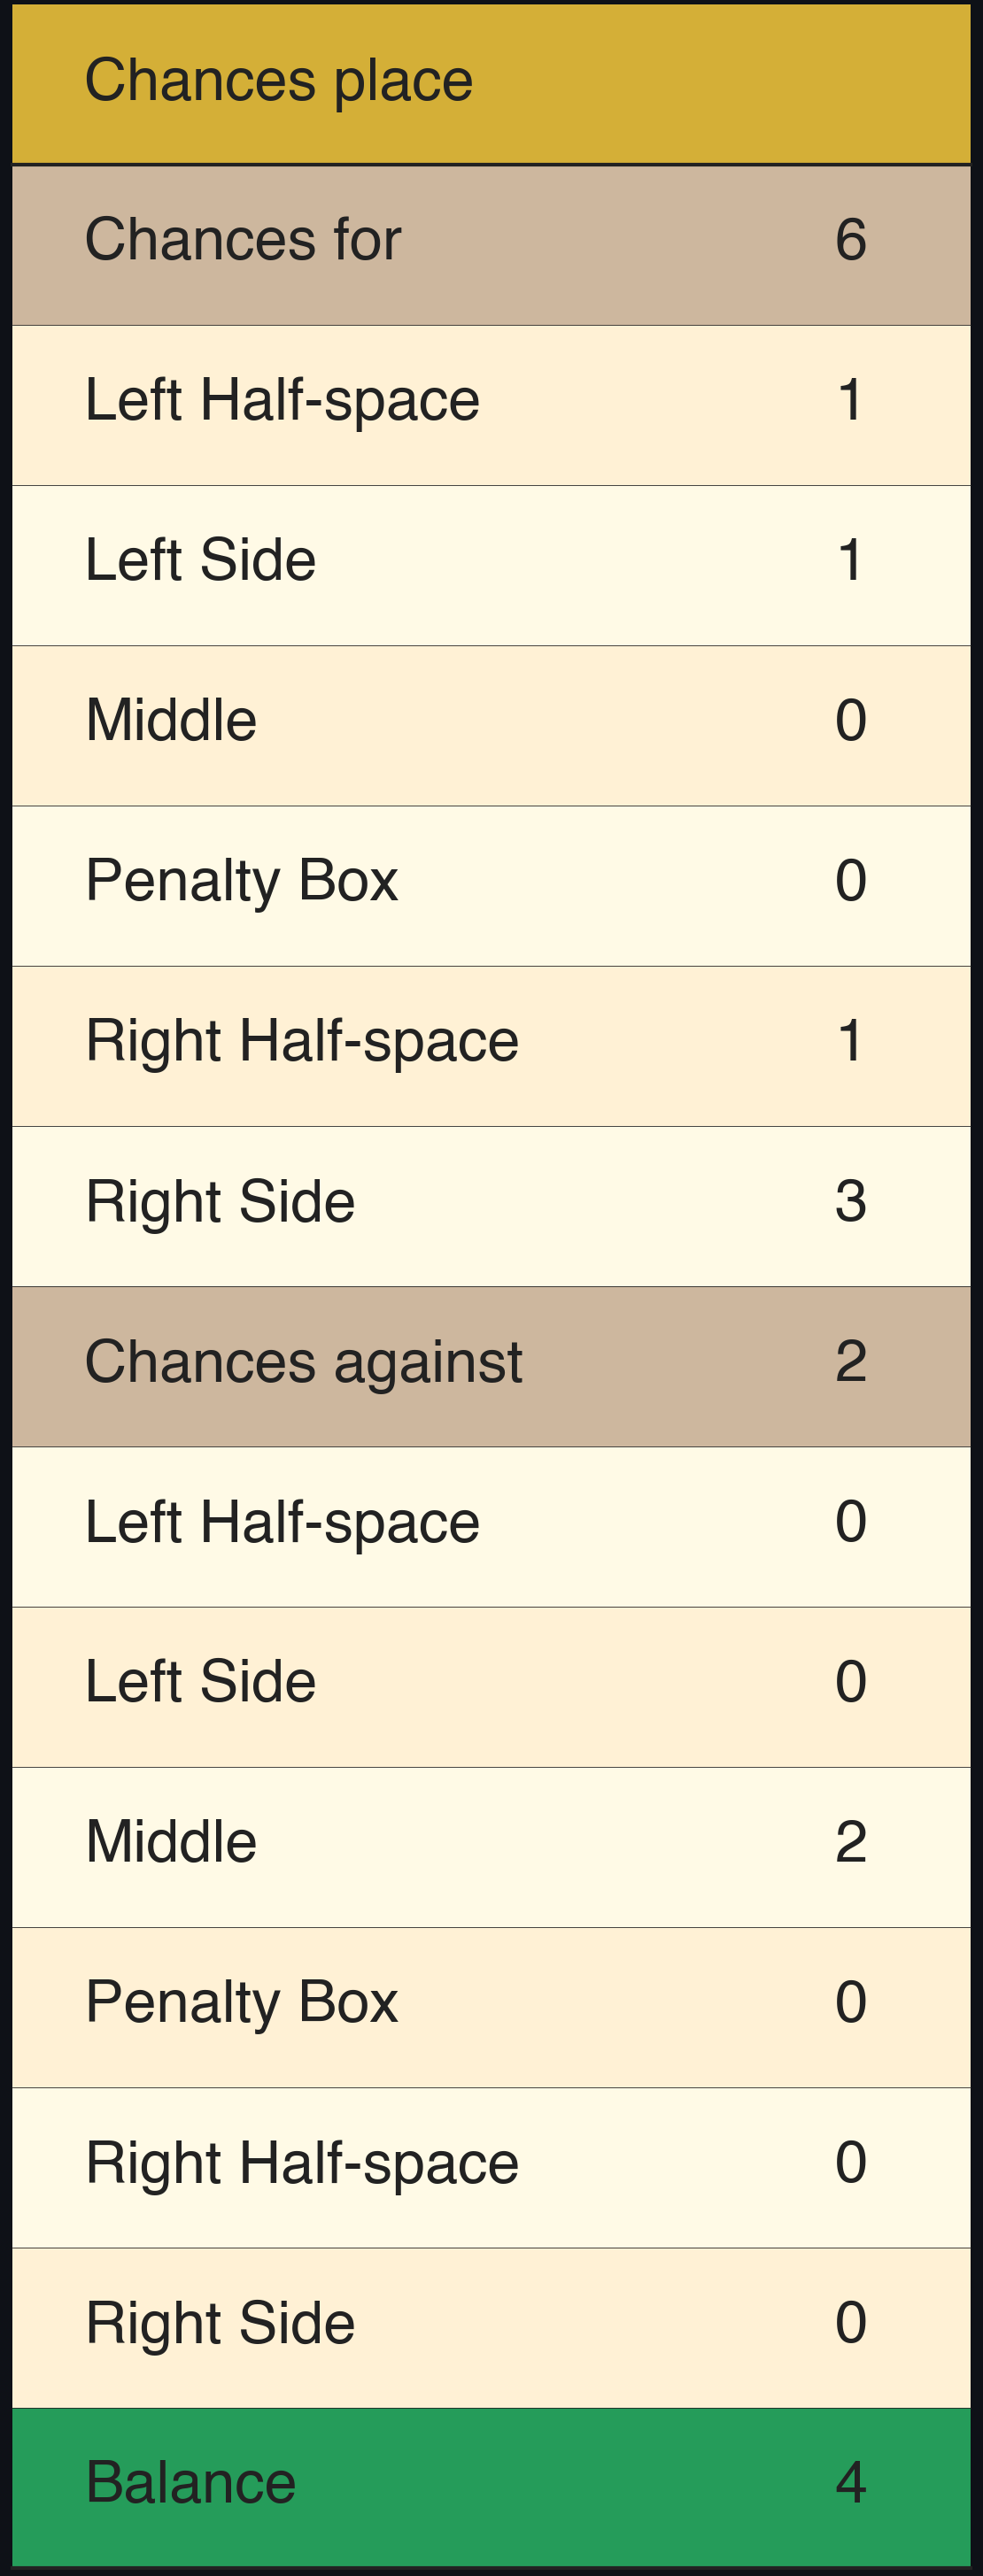 Chances place
Chances for 6
Left Half-space 1
Left Side 1
Middle 0
Penalty Box 0
Right Half-space 1
Right Side 3
Chances against 2
Left Half-space 0
Left Side 0
Middle 2
Penalty Box 0
Right Half-space 0
Right Side 0
Balance 4